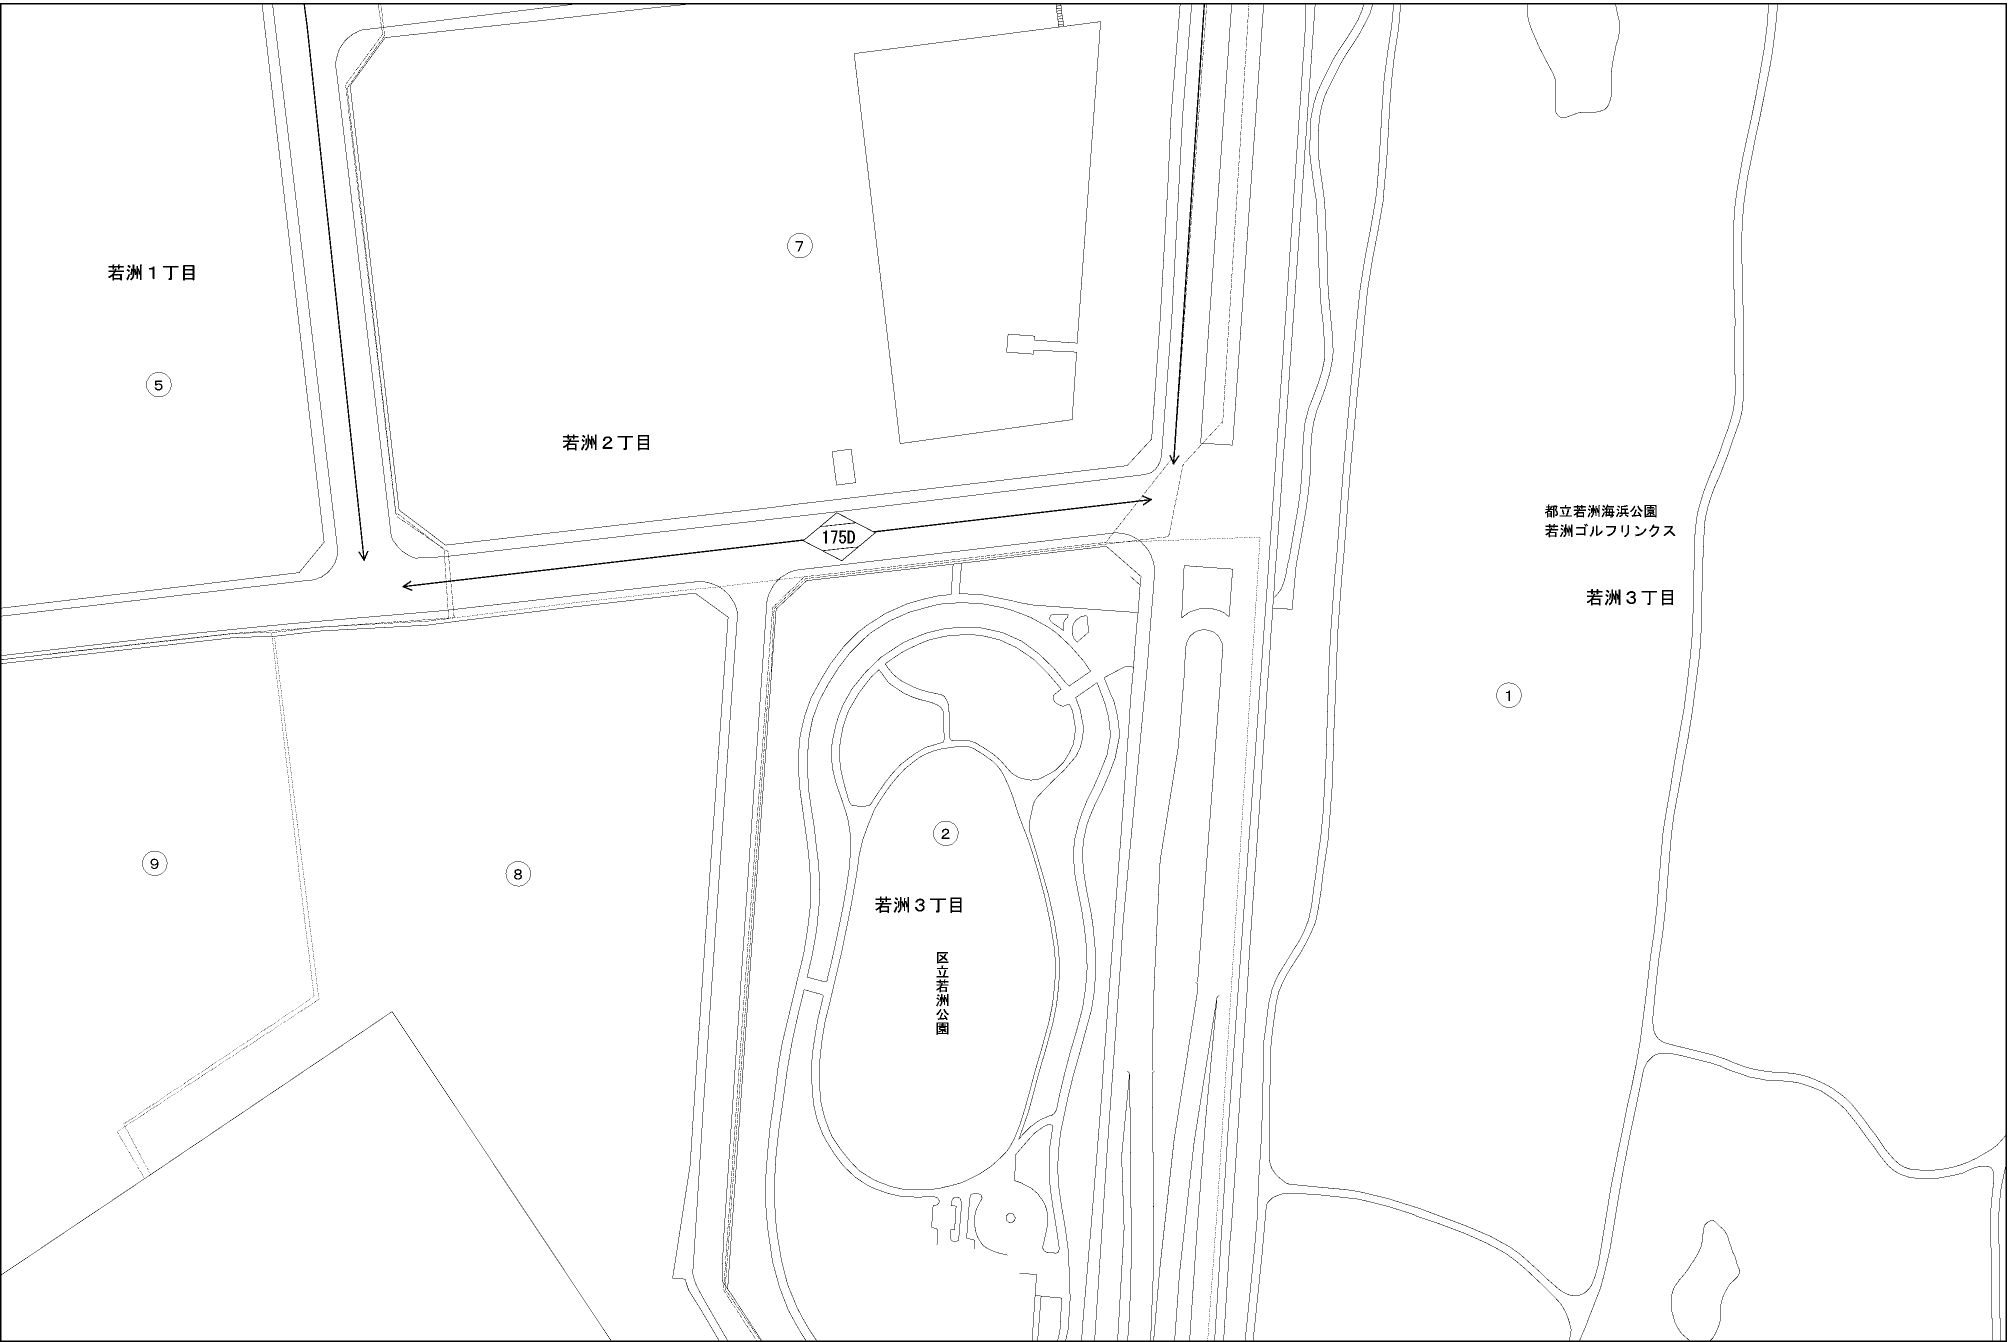 ⑦
若洲１丁目
⑤
若洲２丁目
175D
都立若洲海浜公園
若洲ゴルフリンクス
若洲３丁目
①
②
⑨
⑧
若洲３丁目
区立若洲公園